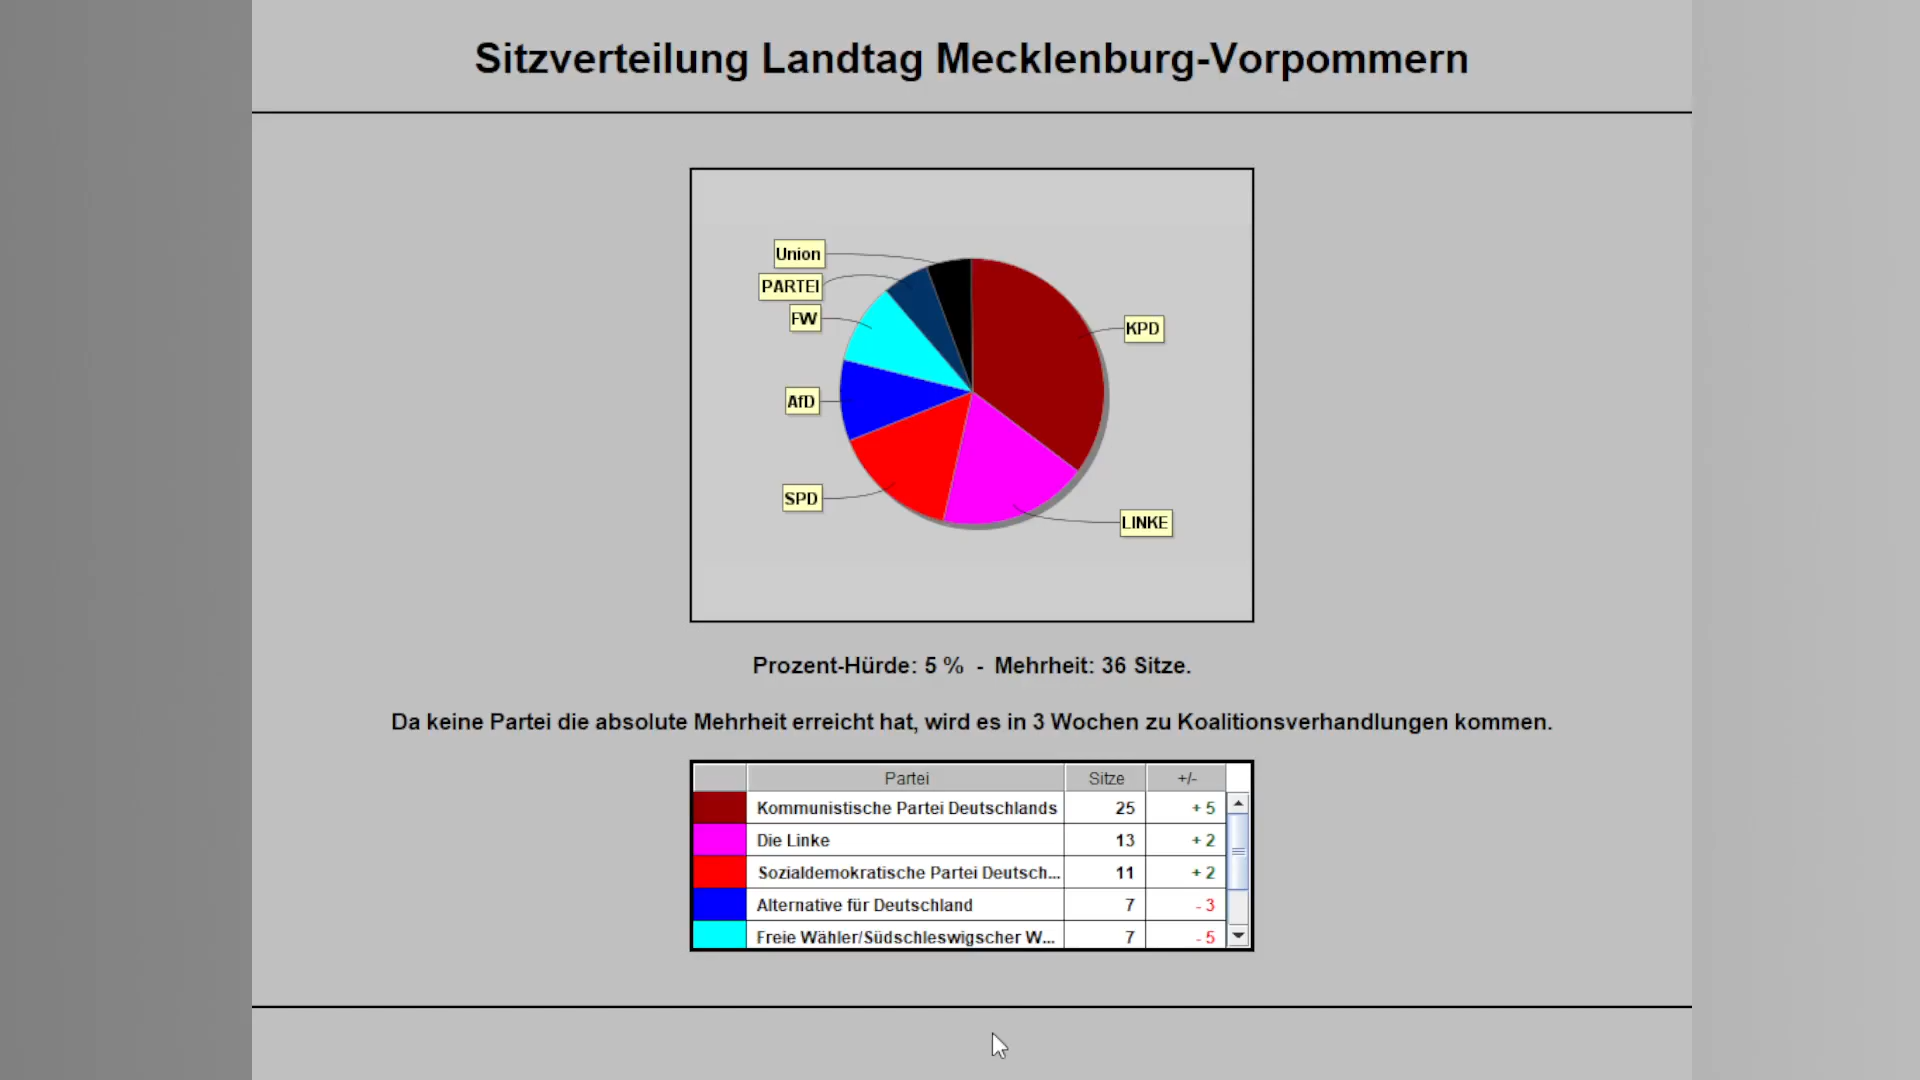 Sitzverteilung Landtag Mecklenburg-Vorpommern
Union
PARTEI
FW
KPD
AfD
SPD
LINKE
Prozent-Hürde: 5 % - Mehrheit: 36 Sitze.
Da keine Partei die absolute Mehrheit erreicht hat, wird es in 3 Wochen zu Koalitionsverhandlungen kommen.
Partei Sitze +/-
Kommunistische Partei Deutschlands 25 + 5
Die Linke 13 + 2
Sozialdemokratische Partei Deutsch... 11 + 2
Alternative für Deutschland 7 - 3
Freie Wähler/Südschleswigscher W... 7 - 5